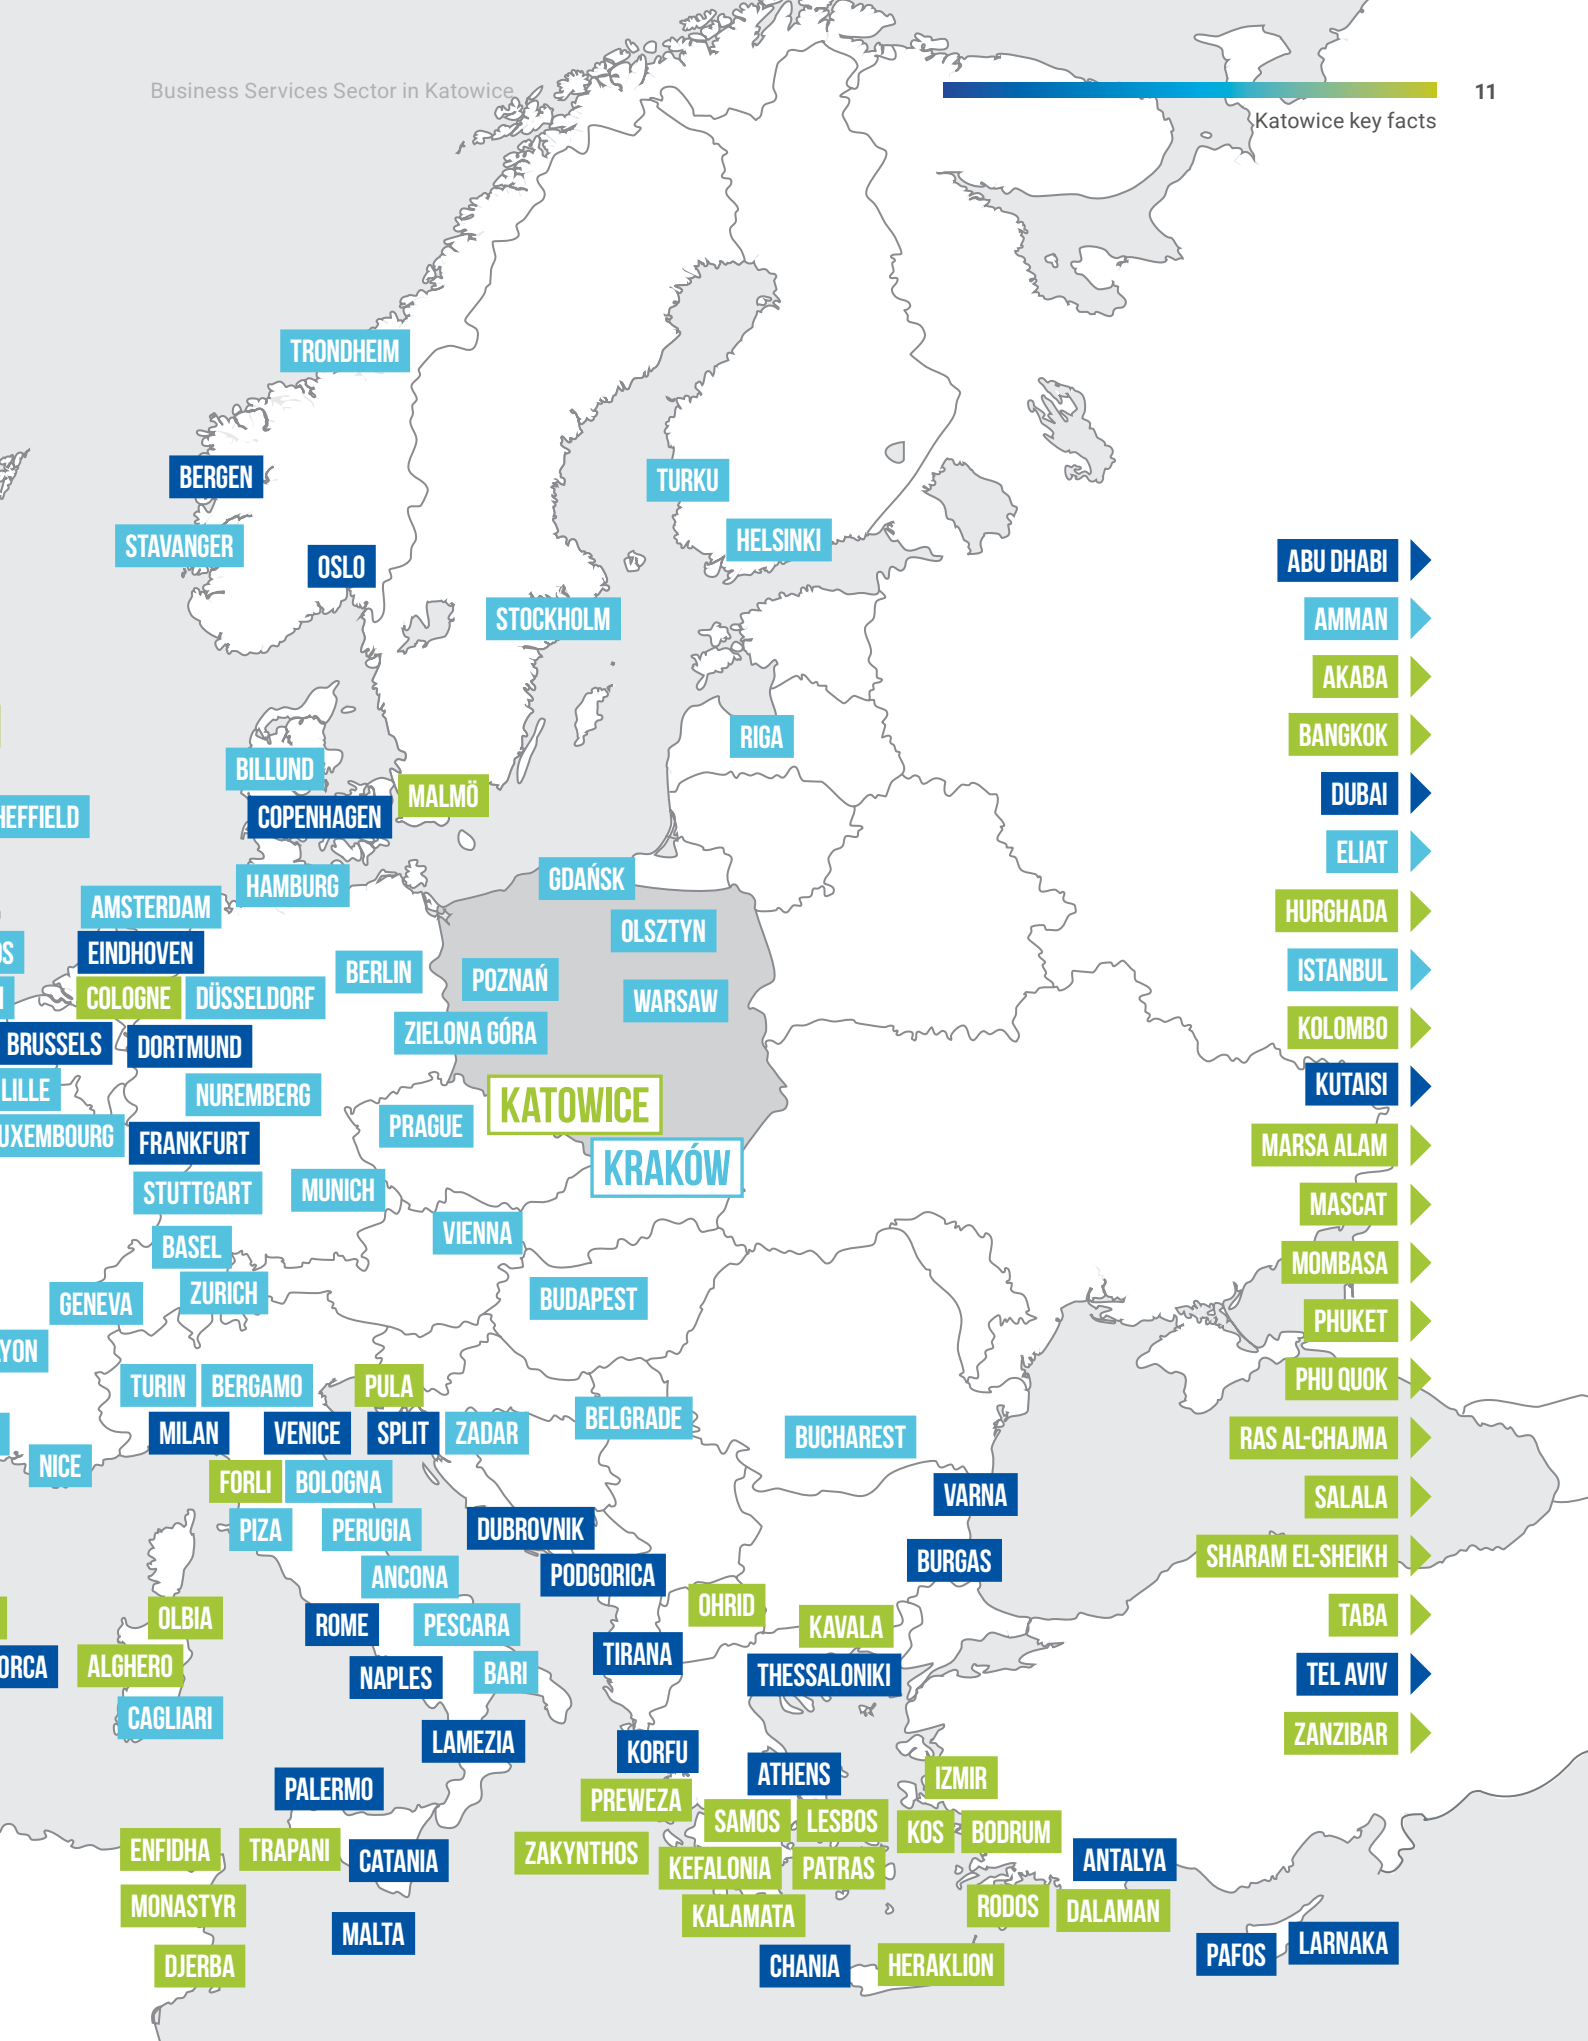 Business Services Sector in Katowice
11
Katowice key facts
TRONDHEIM
BERGEN
TURKU
STAVANGER
HELSINKI
OSLO
STOCKHOLM
RIGA
BILLUND
MALMÖ
COPENHAGEN
HEFFIELD
GDAŃSK
HAMBURG
AMSTERDAM
OLSZTYN
EINDHOVEN
BERLIN
POZNAŃ
COLOGNE
DÜSSELDORF
WARSAW
ZIELONA GÓRA
BRUSSELS
DORTMUND
LILLE
NUREMBERG
KATOWICE
PRAGUE
UXEMBOURG
FRANKFURT
KRAKÓW
STUTTGART
MUNICH
VIENNA
BASEL
ZURICH
GENEVA
BUDAPEST
YON
TURIN
BERGAMO
PULA
BELGRADE
MILAN
VENICE
SPLIT
ZADAR
BUCHAREST
NICE
FORLI
BOLOGNA
VARNA
PIZA
PERUGIA
DUBROVNIK
BURGAS
ANCONA
PODGORICA
OHRID
OLBIA
ROME
PESCARA
KAVALA
TIRANA
ORCA
ALGHERO
NAPLES
BARI
THESSALONIKI
CAGLIARI
LAMEZIA
KORFU
ATHENS
IZMIR
PALERMO
PREWEZA
SAMOS
LESBOS
KOS
BODRUM
ENFIDHA
TRAPANI
CATANIA
ZAKYNTHOS
KEFALONIA
PATRAS
ANTALYA
MONASTYR
KALAMATA
RODOS
DALAMAN
MALTA
LARNAKA
PAFOS
DJERBA
CHANIA
HERAKLION
ABU DHABI
AMMAN
AKABA
BANGKOK
DUBAI
ELIAT
HURGHADA
ISTANBUL
KOLOMBO
KUTAISI
MARSA ALAM
MASCAT
MOMBASA
PHUKET
PHU QUOK
RAS AL-CHAJMA
SALALA
SHARAM EL-SHEIKH
TABA
TEL AVIV
ZANZIBAR